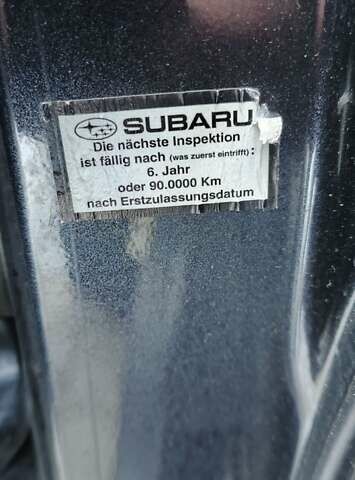 SUBARU
Die nächste Inspektion
ist fällig nach (was zuerst eintrifft) :
6. Jahr
oder 90.0000 Km
nach Erstzulassungsdatum